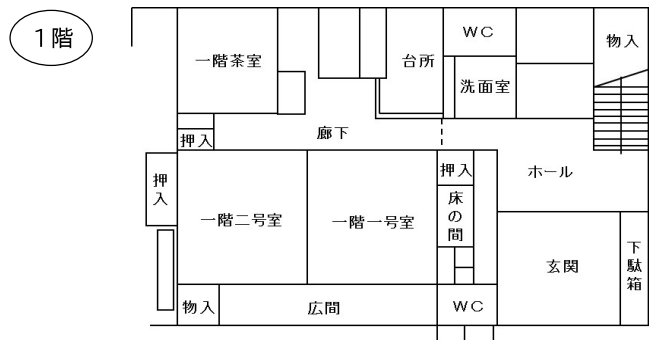 1階
WC
物入
一階茶室
台所
洗面室
廊下
押入
押入
押入
ホール
床の間
一階二号室
一階一号室
玄関
下駄箱
物入
広間
WC